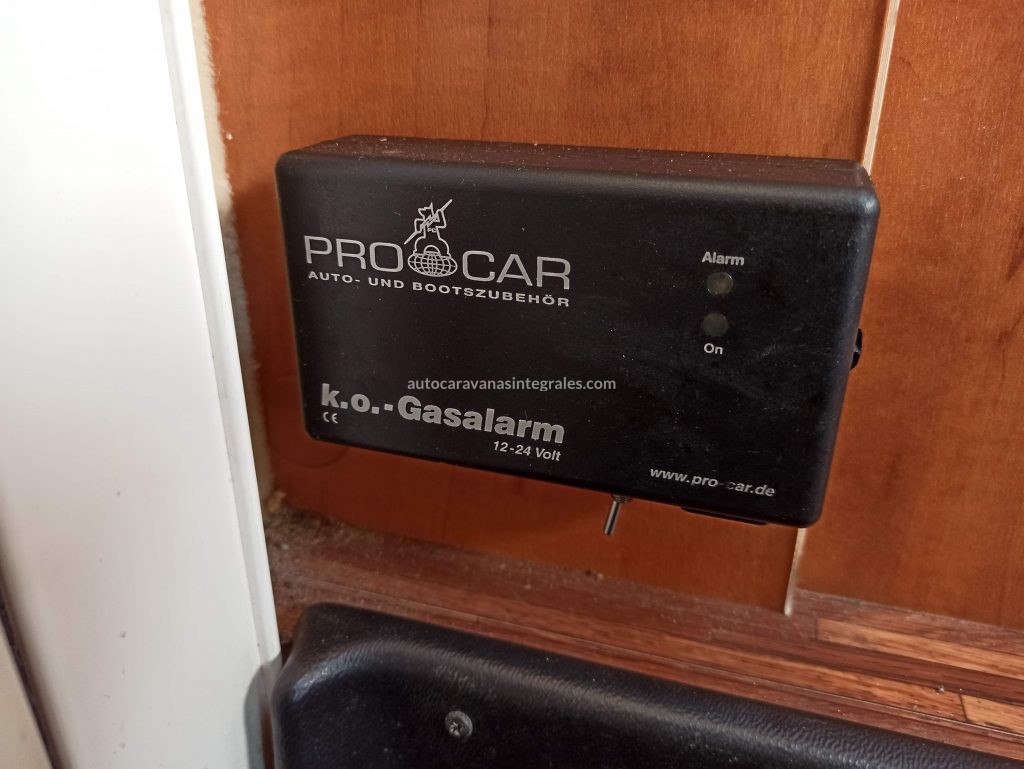 PRO CAR
AUTO- UND BOOTSZUBEHÖR
Alarm
On
autocaravanasintegrales.com
k.o.-Gasalarm
CE
12-24 Volt
www.pro-car.de